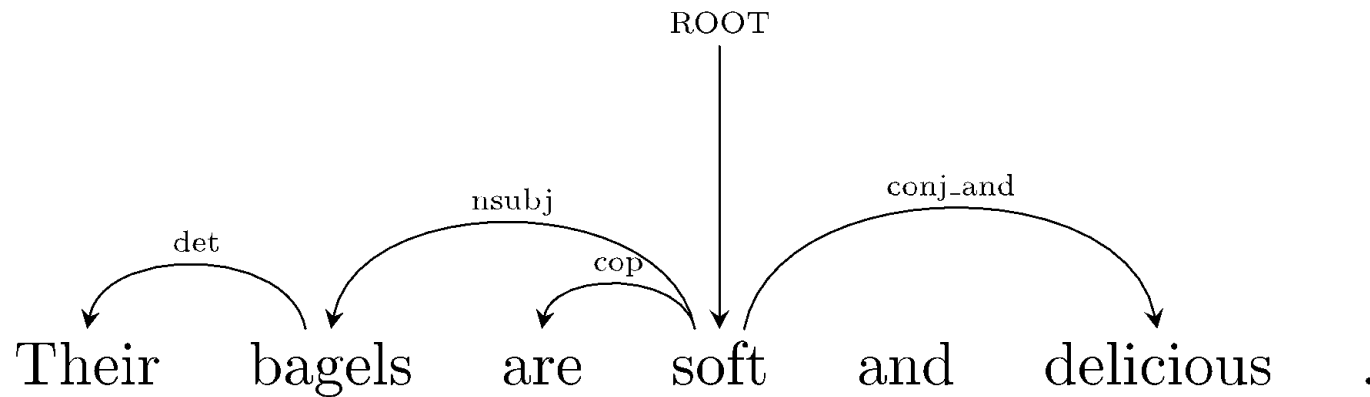 ROOT
conj_and
nsubj
det
cop
Their bagels are soft and delicious .